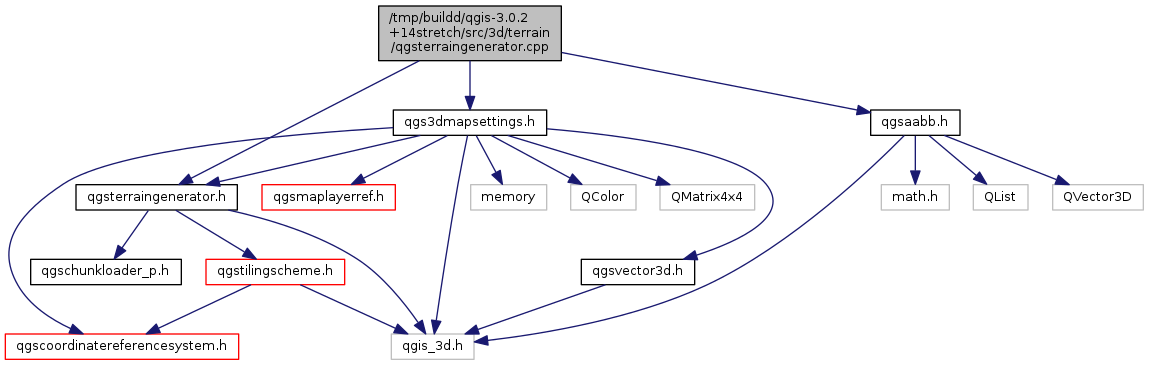 /tmp/buildd/qgis-3.0.2
+14stretch/src/3d/terrain
/qgsterraingenerator.cpp
qgs3dmapsettings.h
qgsaabb.h
qgsterraingenerator.h
qgsmaplayerref.h
memory
QColor
QMatrix4x4
math.h
QList
QVector3D
qgschunkloader_p.h
qgstilingscheme.h
qgsvector3d.h
qgscoordinatereferencesystem.h
qgis_3d.h